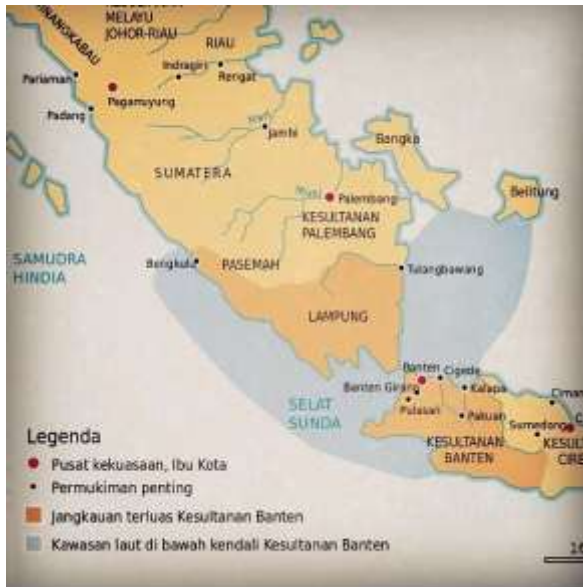 MELAYU
JOHOR-RIAU
RIAU
Indragiri
Rengat
Pariaman
Pagaruyung
Padang
Jambi
Bangka
SUMATERA
Musi
Palembang
Belitung
KESULTANAN
PALEMBANG
SAMUDRA
HINDIA
Bengkulu
PASEMAH
Tulangbawang
LAMPUNG
Banten
Cigede
Banten Girang
Kalapa
SELAT
SUNDA
Pulasari
Pakuan
Sumedang
KESULTANAN
BANTEN
Legenda
Pusat kekuasaan, Ibu Kota
Permukiman penting
Jangkauan terluas Kesultanan Banten
Kawasan laut di bawah kendali Kesultanan Banten